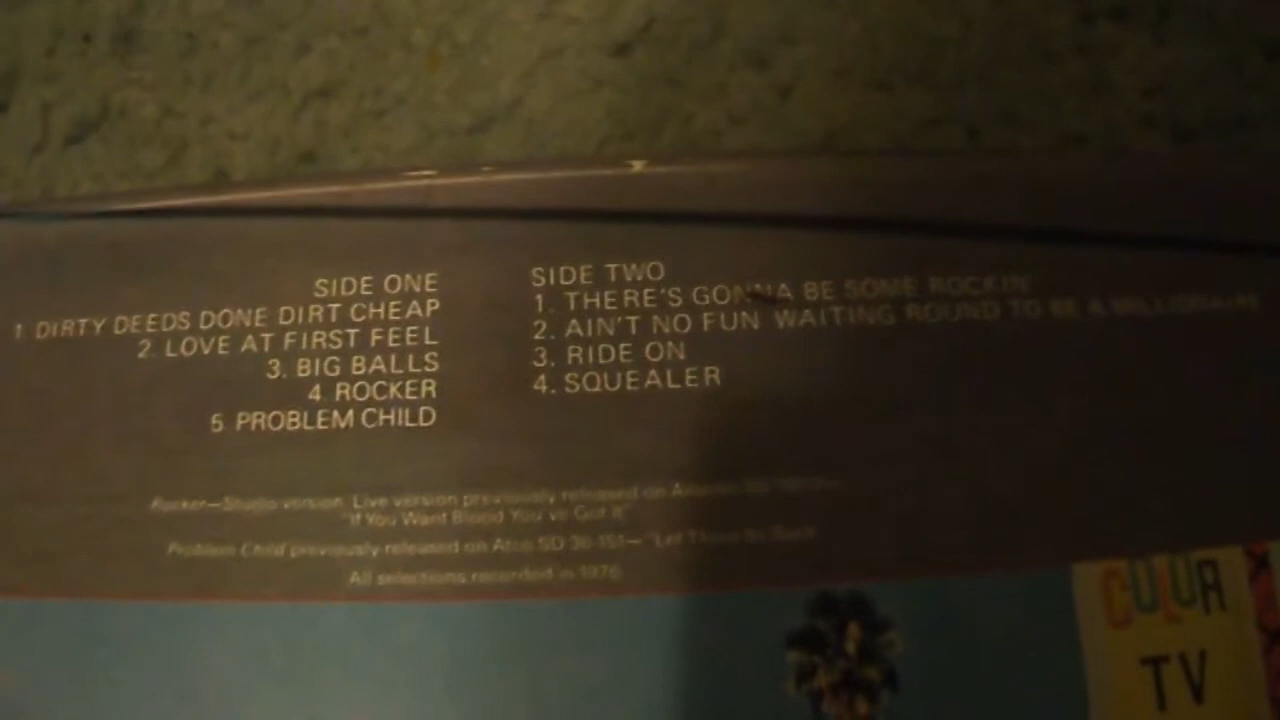 SIDE ONE
1. DIRTY DEEDS DONE DIRT CHEAP
2. LOVE AT FIRST FEEL
3. BIG BALLS
4. ROCKER
5 PROBLEM CHILD
SIDE TWO
1. THERE'S GONNA BE SOME ROCKIN'
2. AIN'T NO FUN WAITING ROUND TO BE A MILLIONAIRE
3. RIDE ON
4. SQUEALER
Rocker—Studio version. Live version previously released on
"If You Want Blood You've Got It"
Problem Child previously released on Atco SD 36-151—"Let There Be Rock"
All selections recorded in 1976
COLOR
TV